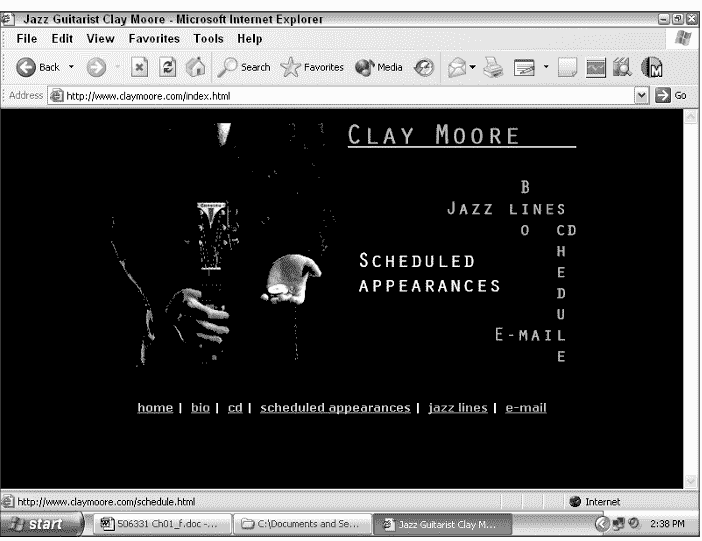 Jazz Guitarist Clay Moore - Microsoft Internet Explorer
File Edit View Favorites Tools Help
Back Search Favorites Media
Address http://www.claymoore.com/index.html Go
CLAY MOORE
B
JAZZ LINES
O CD
H
SCHEDULED E
APPEARANCES D
U
E-MAIL
E
home | bio | cd | scheduled appearances | jazz lines | e-mail
http://www.claymoore.com/schedule.html Internet
start 506331 Ch01_f.doc -... C:\Documents and Se... Jazz Guitarist Clay M... 2:38 PM